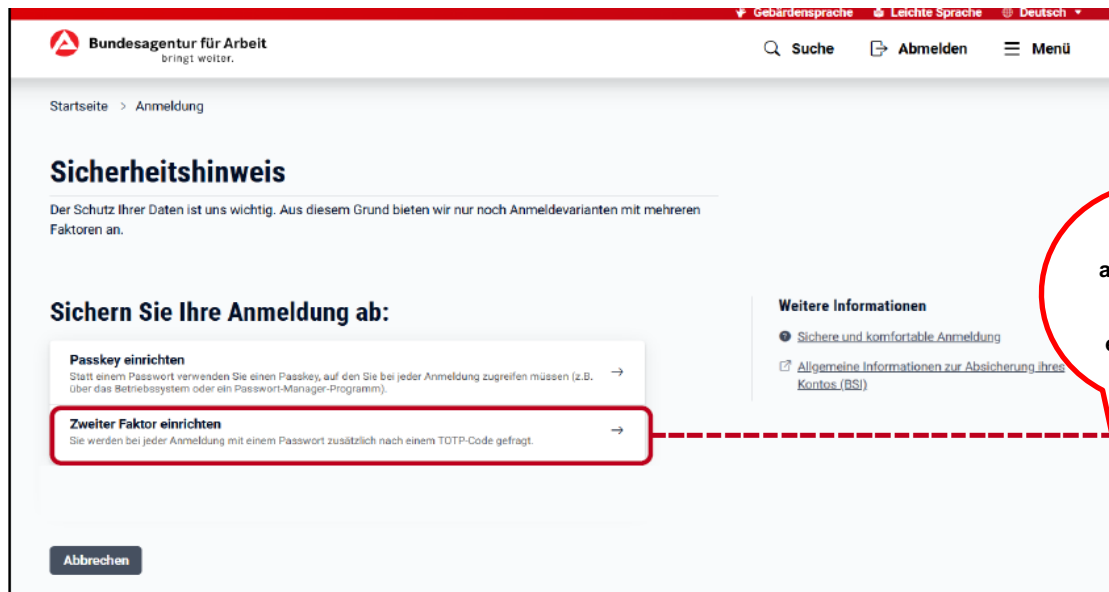 Gebärdensprache Leichte Sprache Deutsch
Bundesagentur für Arbeit
bringt weiter.
Suche Abmelden Menü
Startseite > Anmeldung
Sicherheitshinweis
Der Schutz Ihrer Daten ist uns wichtig. Aus diesem Grund bieten wir nur noch Anmeldevarianten mit mehreren
Faktoren an.
Sichern Sie Ihre Anmeldung ab:
Passkey einrichten
Statt einem Passwort verwenden Sie einen Passkey, auf den Sie bei jeder Anmeldung zugreifen müssen (z.B.
über das Betriebssystem oder ein Passwort-Manager-Programm).
Zweiter Faktor einrichten
Sie werden bei jeder Anmeldung mit einem Passwort zusätzlich nach einem TOTP-Code gefragt.
Abbrechen
Weitere Informationen
Sichere und komfortable Anmeldung
Allgemeine Informationen zur Absicherung ihres
Kontos (BSI)